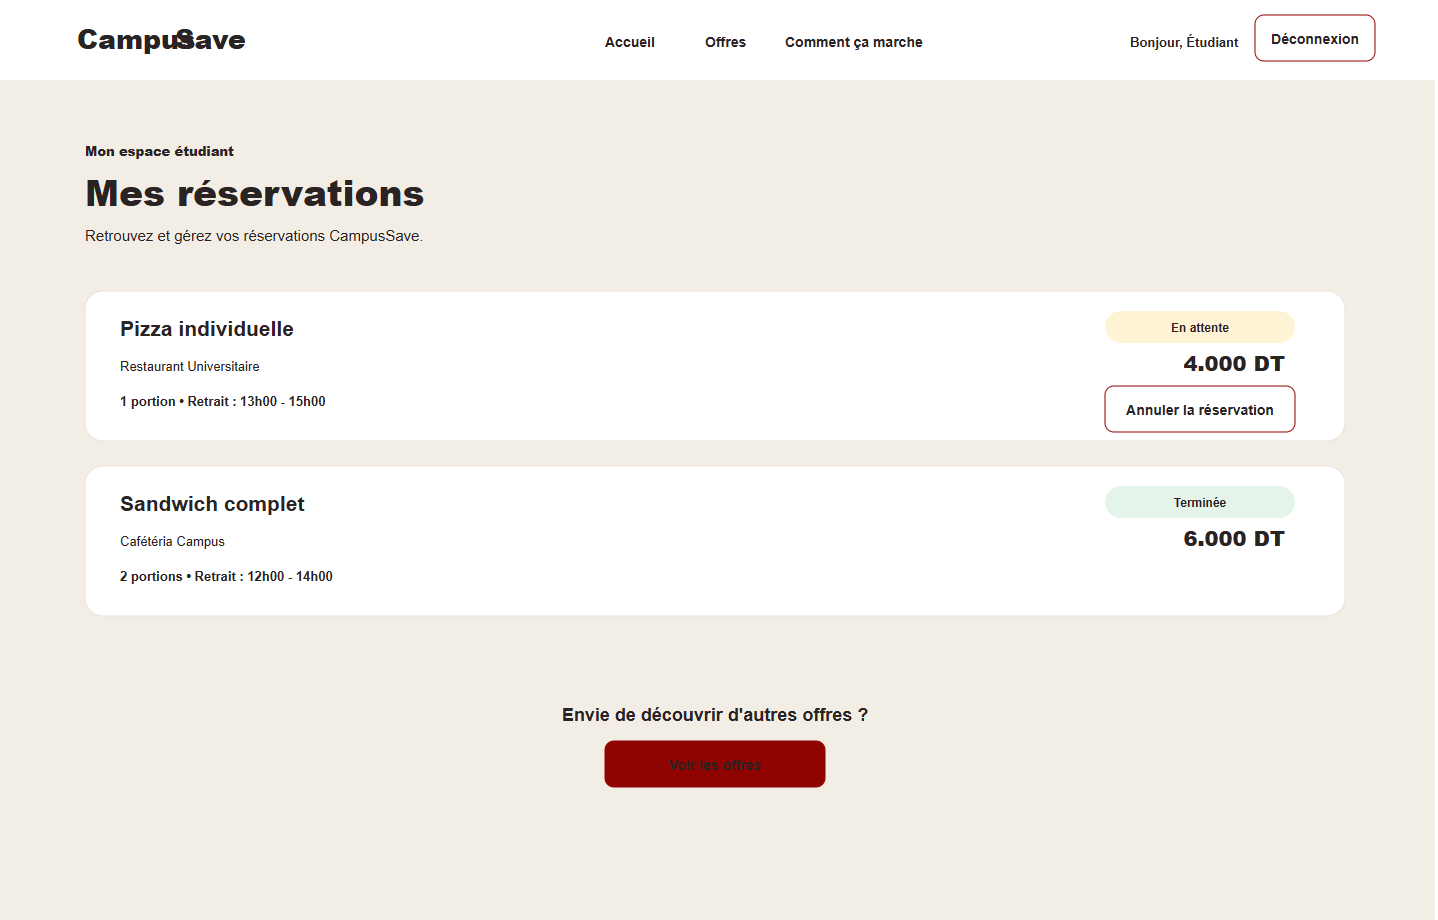 CampusSave
Accueil
Offres
Comment ça marche
Bonjour, Étudiant
Déconnexion
Mon espace étudiant
Mes réservations
Retrouvez et gérez vos réservations CampusSave.
Pizza individuelle
Restaurant Universitaire
1 portion • Retrait : 13h00 - 15h00
En attente
4.000 DT
Annuler la réservation
Sandwich complet
Cafétéria Campus
2 portions • Retrait : 12h00 - 14h00
Terminée
6.000 DT
Envie de découvrir d'autres offres ?
Voir les offres